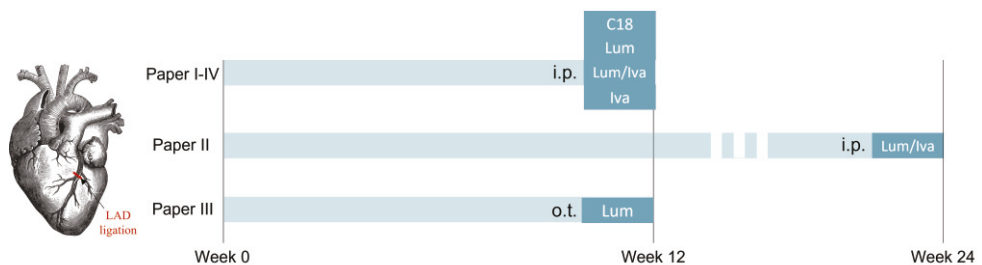 C18
Lum
Paper I-IV i.p. Lum/Iva
Iva
Paper II i.p. Lum/Iva
LAD
ligation
Paper III o.t. Lum
Week 0 Week 12 Week 24